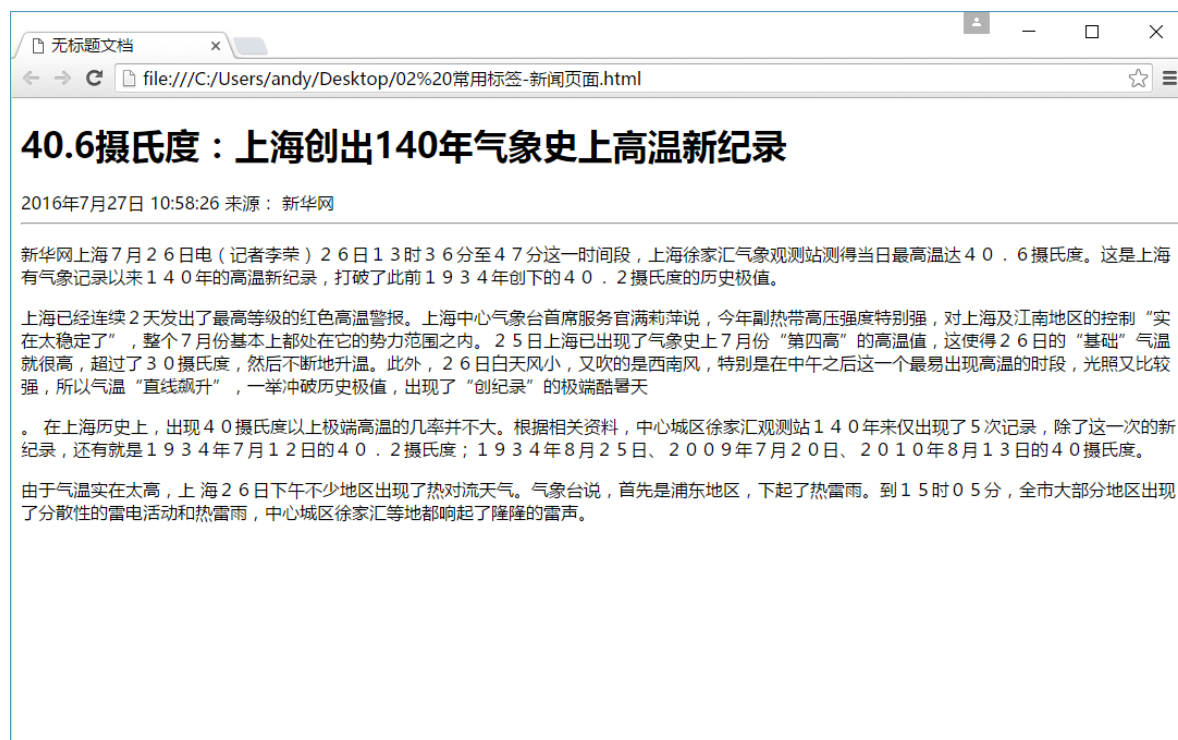 无标题文档
file:///C:/Users/andy/Desktop/02%20常用标签-新闻页面.html
40.6摄氏度：上海创出140年气象史上高温新纪录
2016年7月27日 10:58:26 来源： 新华网
新华网上海７月２６日电（记者李荣）２６日１３时３６分至４７分这一时间段，上海徐家汇气象观测站测得当日最高温达４０．６摄氏度。这是上海
有气象记录以来１４０年的高温新纪录，打破了此前１９３４年创下的４０．２摄氏度的历史极值。
上海已经连续２天发出了最高等级的红色高温警报。上海中心气象台首席服务官满莉萍说，今年副热带高压强度特别强，对上海及江南地区的控制“实
在太稳定了”，整个７月份基本上都处在它的势力范围之内。２５日上海已出现了气象史上７月份“第四高”的高温值，这使得２６日的“基础”气温
就很高，超过了３０摄氏度，然后不断地升温。此外，２６日白天风小，又吹的是西南风，特别是在中午之后这一个最易出现高温的时段，光照又比较
强，所以气温“直线飙升”，一举冲破历史极值，出现了“创纪录”的极端酷暑天
。 在上海历史上，出现４０摄氏度以上极端高温的几率并不大。根据相关资料，中心城区徐家汇观测站１４０年来仅出现了５次记录，除了这一次的新
纪录，还有就是１９３４年７月１２日的４０．２摄氏度；１９３４年８月２５日、２００９年７月２０日、２０１０年８月１３日的４０摄氏度。
由于气温实在太高，上 海２６日下午不少地区出现了热对流天气。气象台说，首先是浦东地区，下起了热雷雨。到１５时０５分，全市大部分地区出现
了分散性的雷电活动和热雷雨，中心城区徐家汇等地都响起了隆隆的雷声。